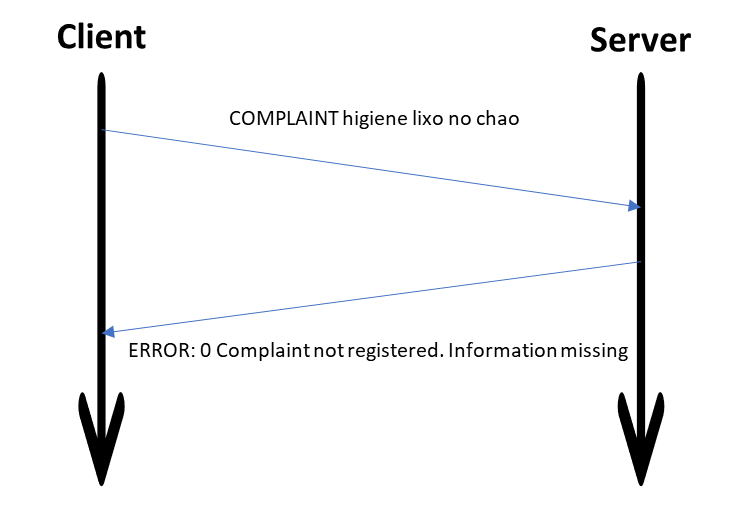 Client
Server
COMPLAINT higiene lixo no chao
ERROR: 0 Complaint not registered. Information missing